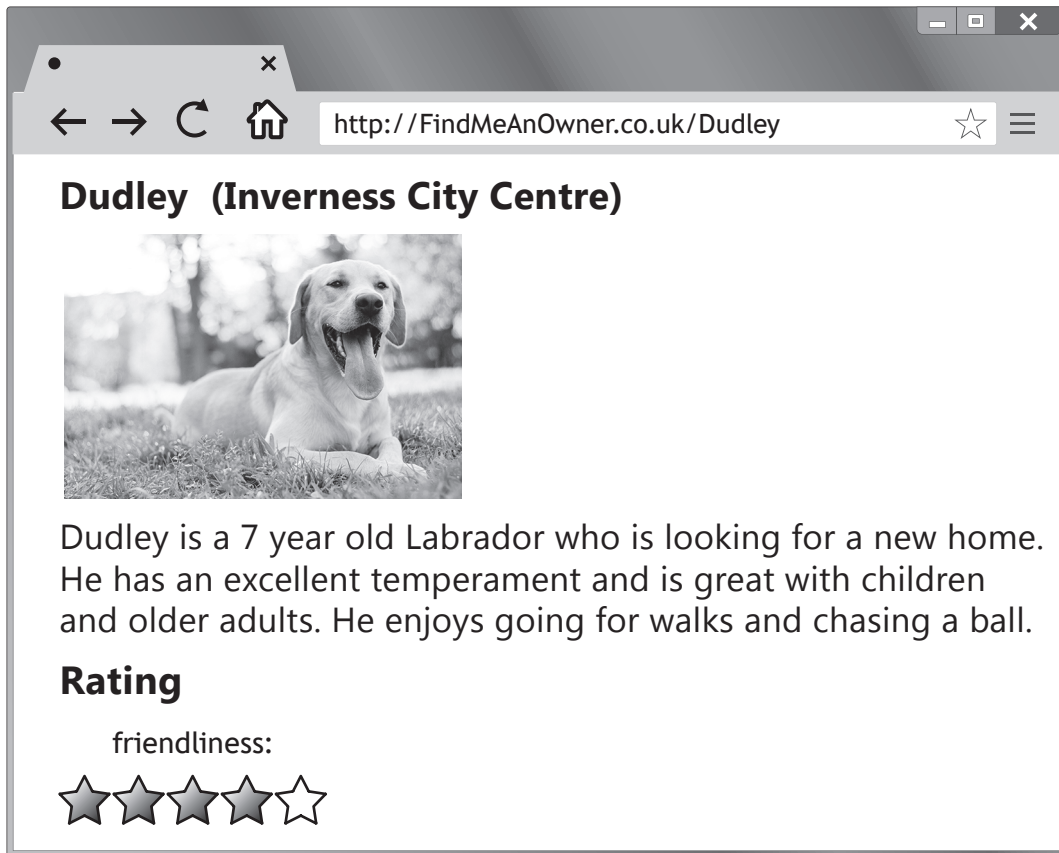 http://FindMeAnOwner.co.uk/Dudley
Dudley (Inverness City Centre)
Dudley is a 7 year old Labrador who is looking for a new home.
He has an excellent temperament and is great with children
and older adults. He enjoys going for walks and chasing a ball.
Rating
friendliness: